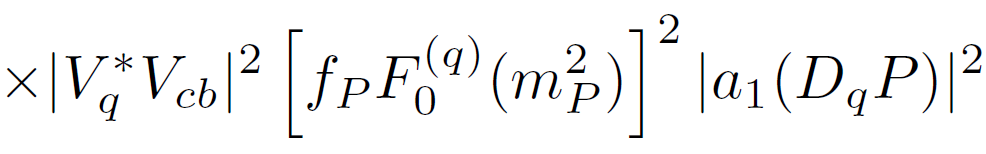 ×|V_q^* V_{cb}|^2 [f_P F_0^{(q)}(m_P^2)]^2 |a_1(D_q P)|^2